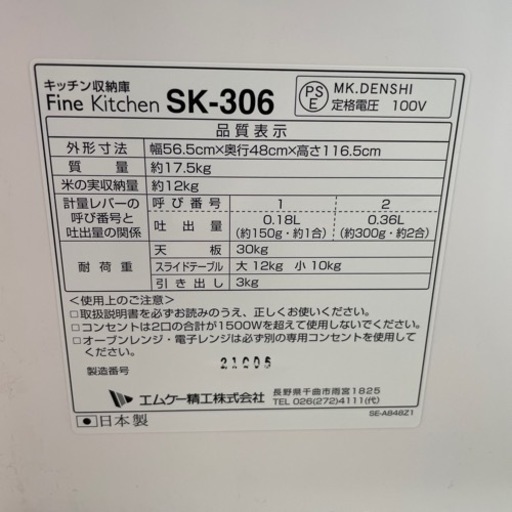 キッチン収納庫
Fine Kitchen SK-306
PS
E
MK.DENSHI
定格電圧 100V
品質表示
外形寸法 幅56.5cm×奥行48cm×高さ116.5cm
質量 約17.5kg
米の実収納量 約12kg
計量レバーの呼び番号と吐出量の関係
呼び番号 1 2
吐出量 0.18L(約150g・約1合) 0.36L(約300g・約2合)
耐荷重
天板 30kg
スライドテーブル 大 12kg 小 10kg
引き出し 3kg
<使用上のご注意>
□取扱説明書を必ずお読みのうえ、正しくお使いください。
□コンセントは2口の合計が1500Wを超えて使用しないでください。
□オーブンレンジ・電子レンジは必ず別の専用コンセントを使用してください。
製造番号
エムケー精工株式会社
長野県千曲市雨宮1825
TEL 026(272)4111(代)
日本製
SE-A848Z1